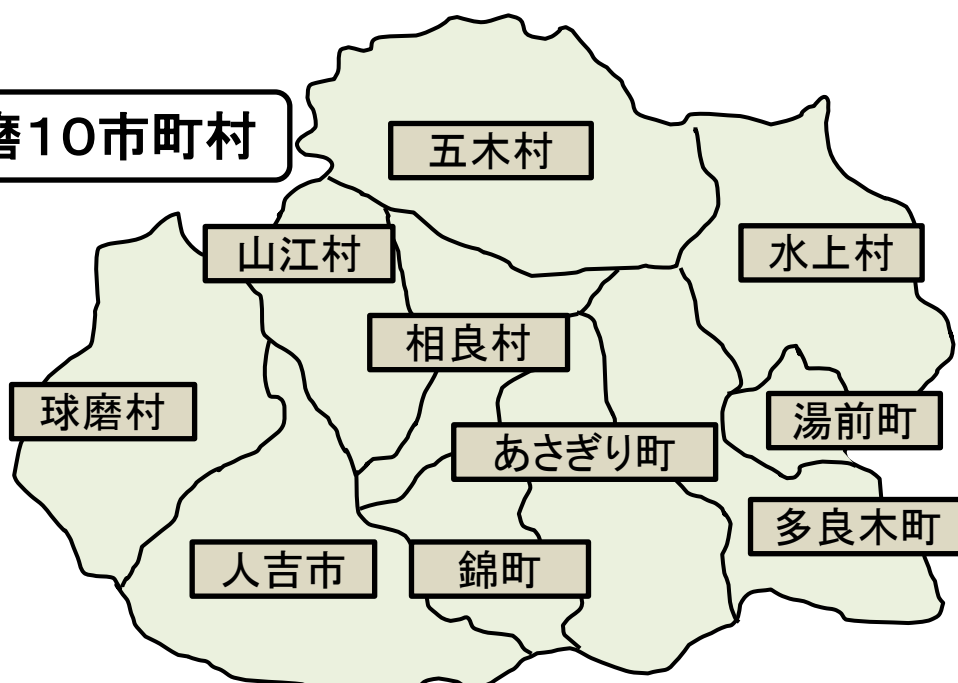 磨10市町村
五木村
山江村
水上村
相良村
球磨村
湯前町
あさぎり町
多良木町
人吉市
錦町